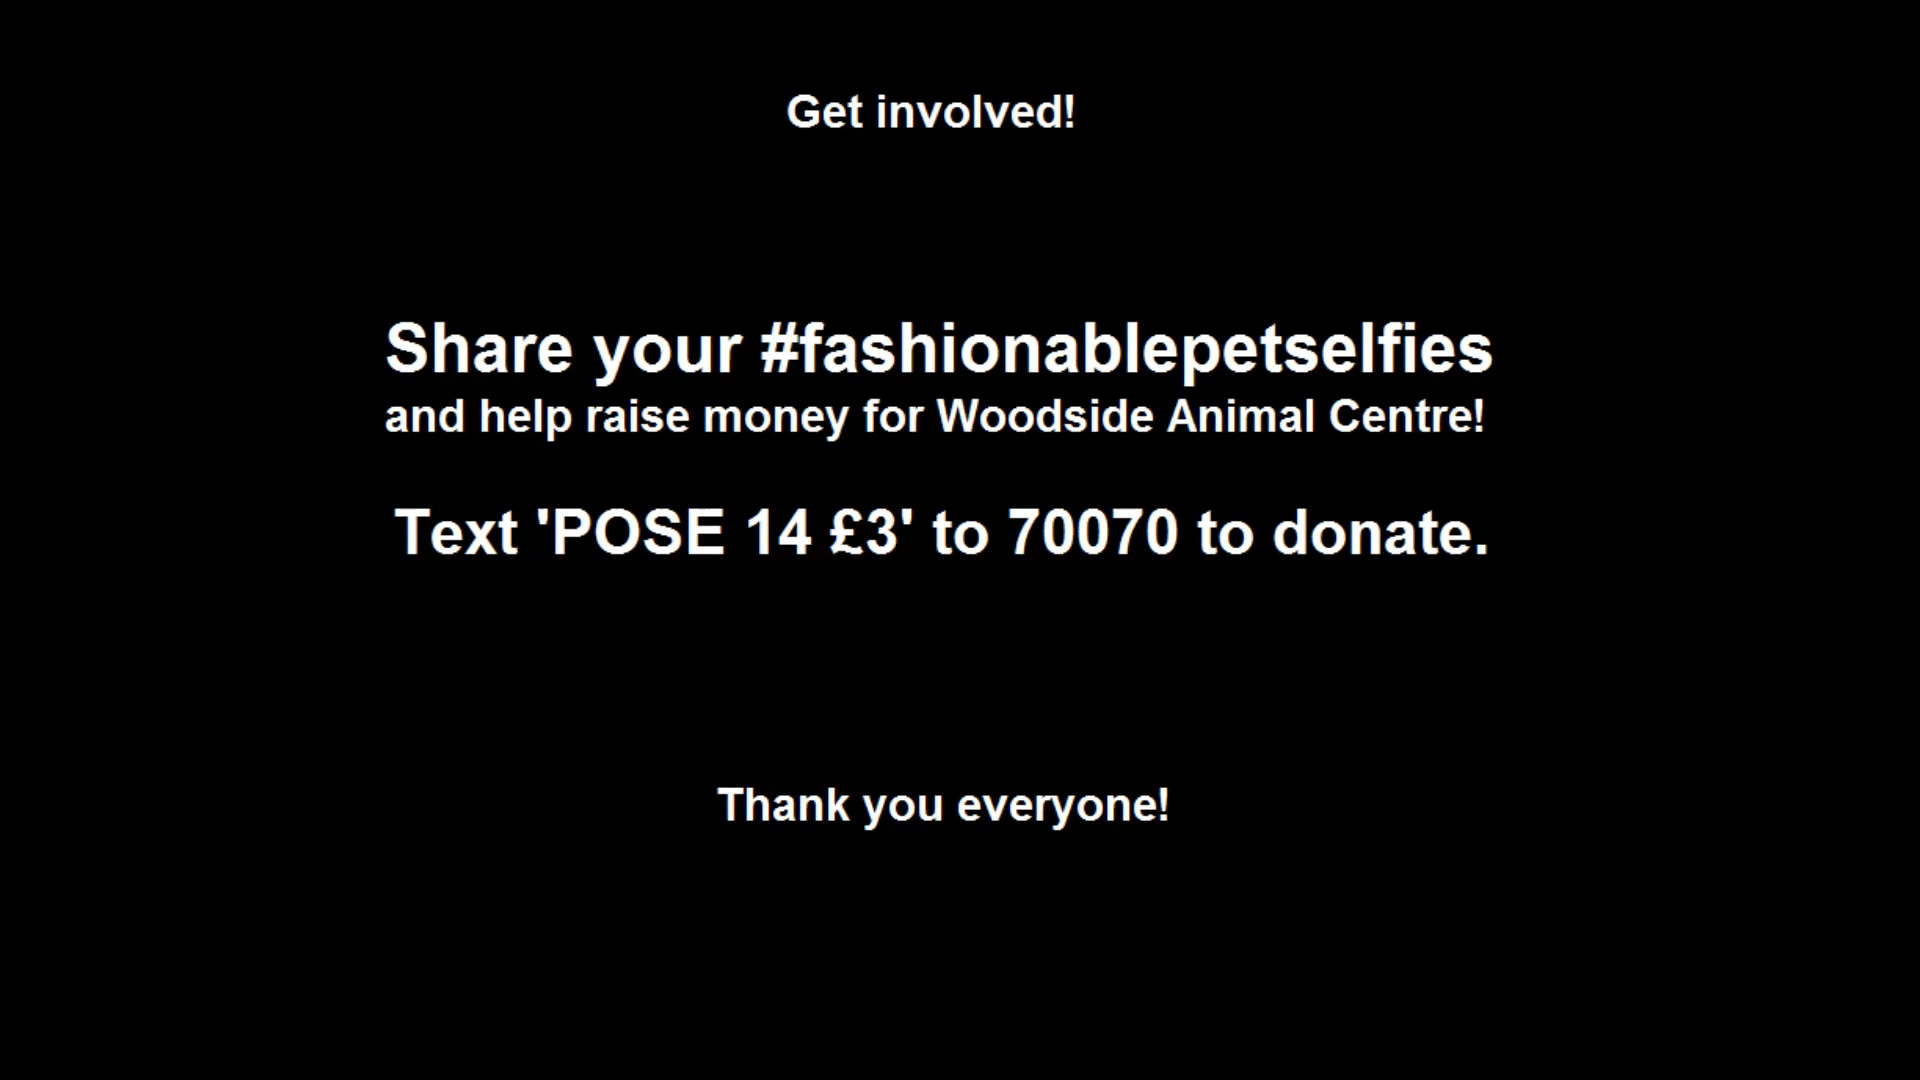 Get involved!
Share your #fashionablepetselfies
and help raise money for Woodside Animal Centre!
Text 'POSE 14 £3' to 70070 to donate.
Thank you everyone!